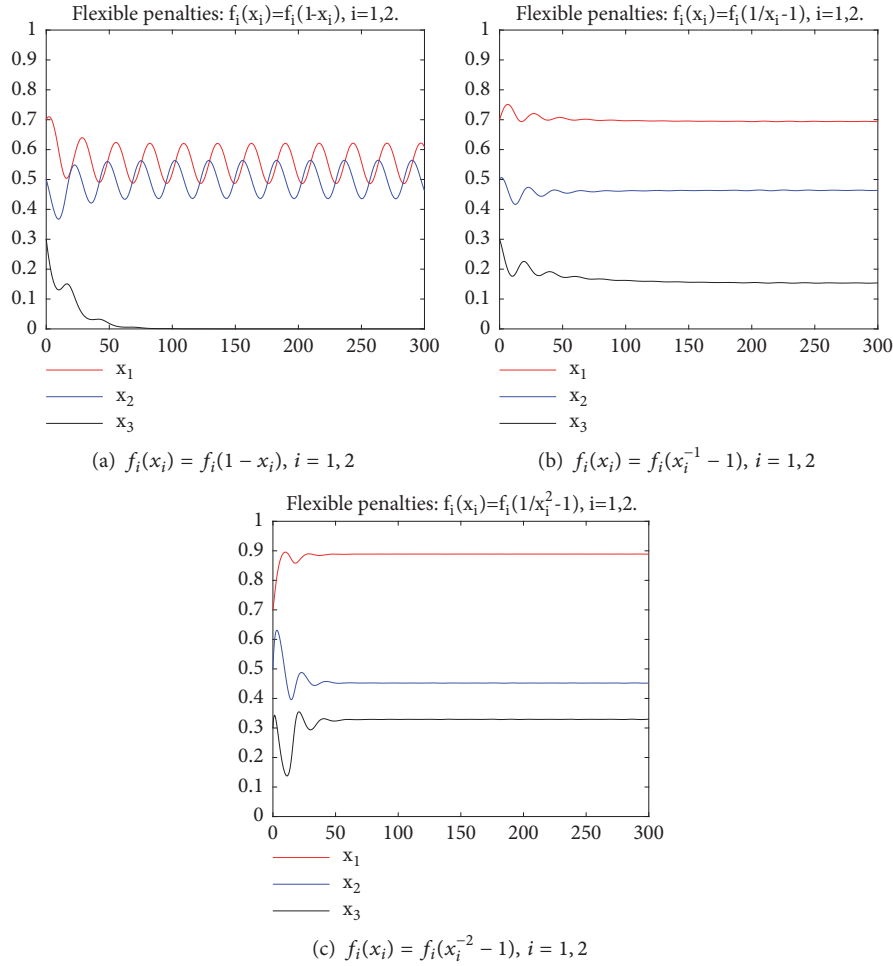 Flexible penalties: f_i(x_i)=f_i(1-x_i), i=1,2.
1
0.9
0.8
0.7
0.6
0.5
0.4
0.3
0.2
0.1
0
0 50 100 150 200 250 300
x_1
x_2
x_3
(a) f_i(x_i) = f_i(1 − x_i), i = 1, 2
Flexible penalties: f_i(x_i)=f_i(1/x_i-1), i=1,2.
1
0.9
0.8
0.7
0.6
0.5
0.4
0.3
0.2
0.1
0
0 50 100 150 200 250 300
x_1
x_2
x_3
(b) f_i(x_i) = f_i(x_i^{-1} − 1), i = 1, 2
Flexible penalties: f_i(x_i)=f_i(1/x_i^2-1), i=1,2.
1
0.9
0.8
0.7
0.6
0.5
0.4
0.3
0.2
0.1
0
0 50 100 150 200 250 300
x_1
x_2
x_3
(c) f_i(x_i) = f_i(x_i^{-2} − 1), i = 1, 2